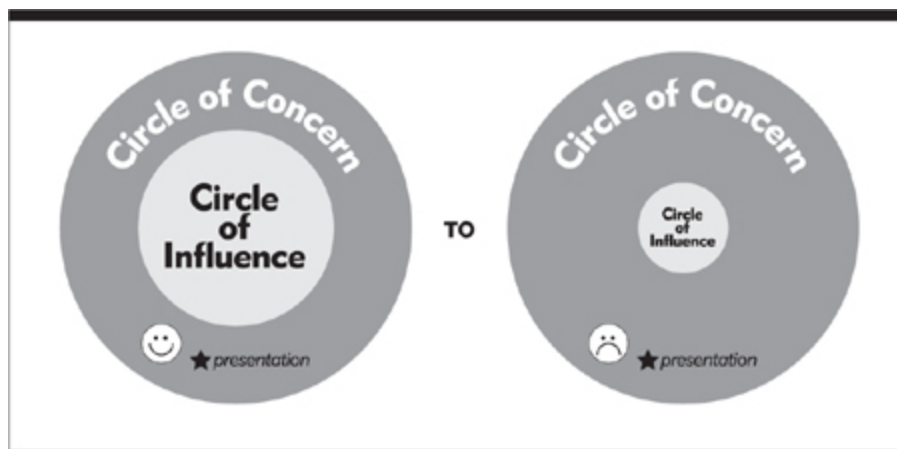 Circle of Concern
Circle
of
Influence
presentation
TO
Circle of Concern
Circle
of
Influence
presentation